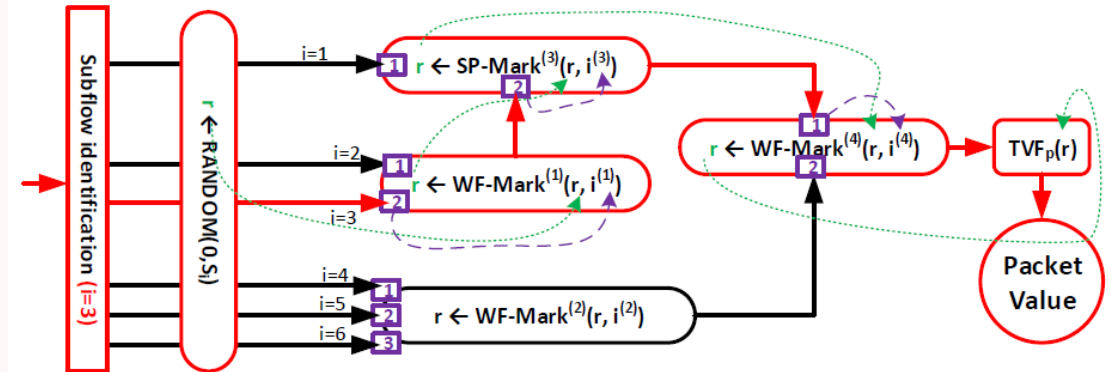 Subflow identification (i=3)
r ← RANDOM(0,Sᵢ)
i=1
1
r ← SP-Mark⁽³⁾(r, i⁽³⁾)
2
i=2
1
r ← WF-Mark⁽¹⁾(r, i⁽¹⁾)
2
i=3
i=4
1
i=5
2
r ← WF-Mark⁽²⁾(r, i⁽²⁾)
i=6
3
1
r ← WF-Mark⁽⁴⁾(r, i⁽⁴⁾)
2
TVFₚ(r)
Packet
Value